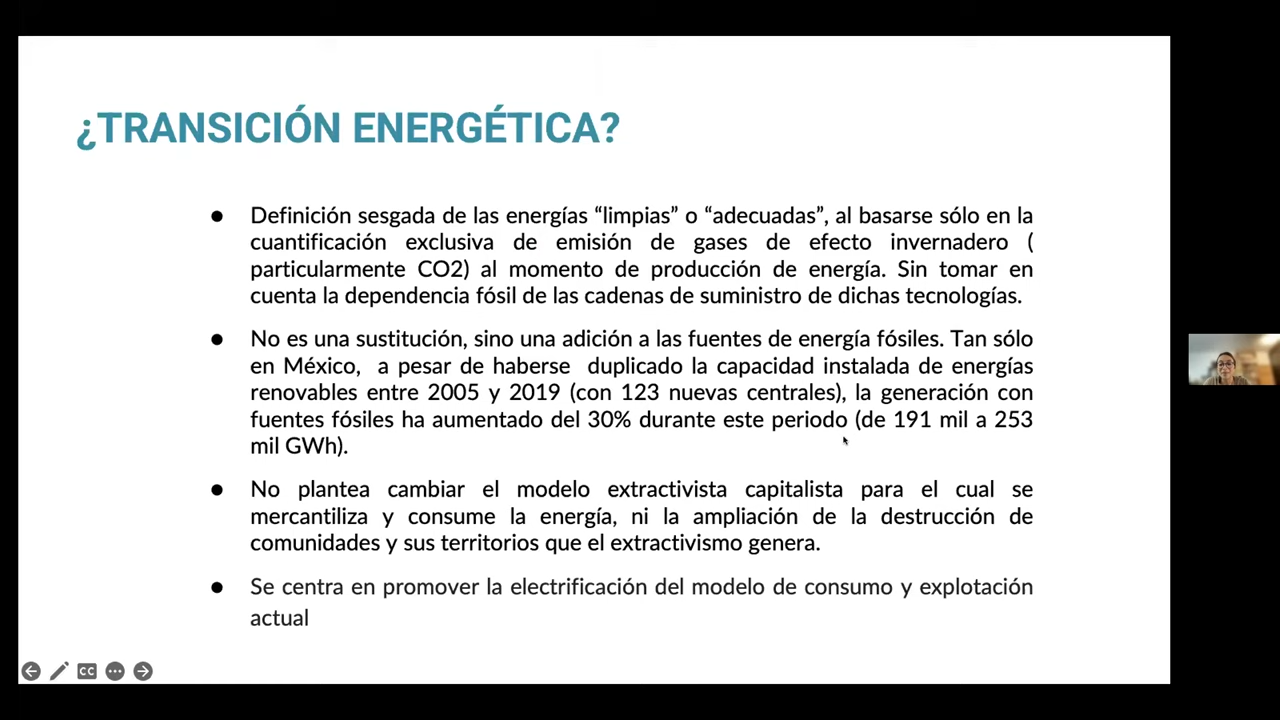 ¿TRANSICIÓN ENERGÉTICA?
● Definición sesgada de las energías “limpias” o “adecuadas”, al basarse sólo en la
cuantificación exclusiva de emisión de gases de efecto invernadero (
particularmente CO2) al momento de producción de energía. Sin tomar en
cuenta la dependencia fósil de las cadenas de suministro de dichas tecnologías.
● No es una sustitución, sino una adición a las fuentes de energía fósiles. Tan sólo
en México, a pesar de haberse duplicado la capacidad instalada de energías
renovables entre 2005 y 2019 (con 123 nuevas centrales), la generación con
fuentes fósiles ha aumentado del 30% durante este periodo (de 191 mil a 253
mil GWh).
● No plantea cambiar el modelo extractivista capitalista para el cual se
mercantiliza y consume la energía, ni la ampliación de la destrucción de
comunidades y sus territorios que el extractivismo genera.
● Se centra en promover la electrificación del modelo de consumo y explotación
actual
CC